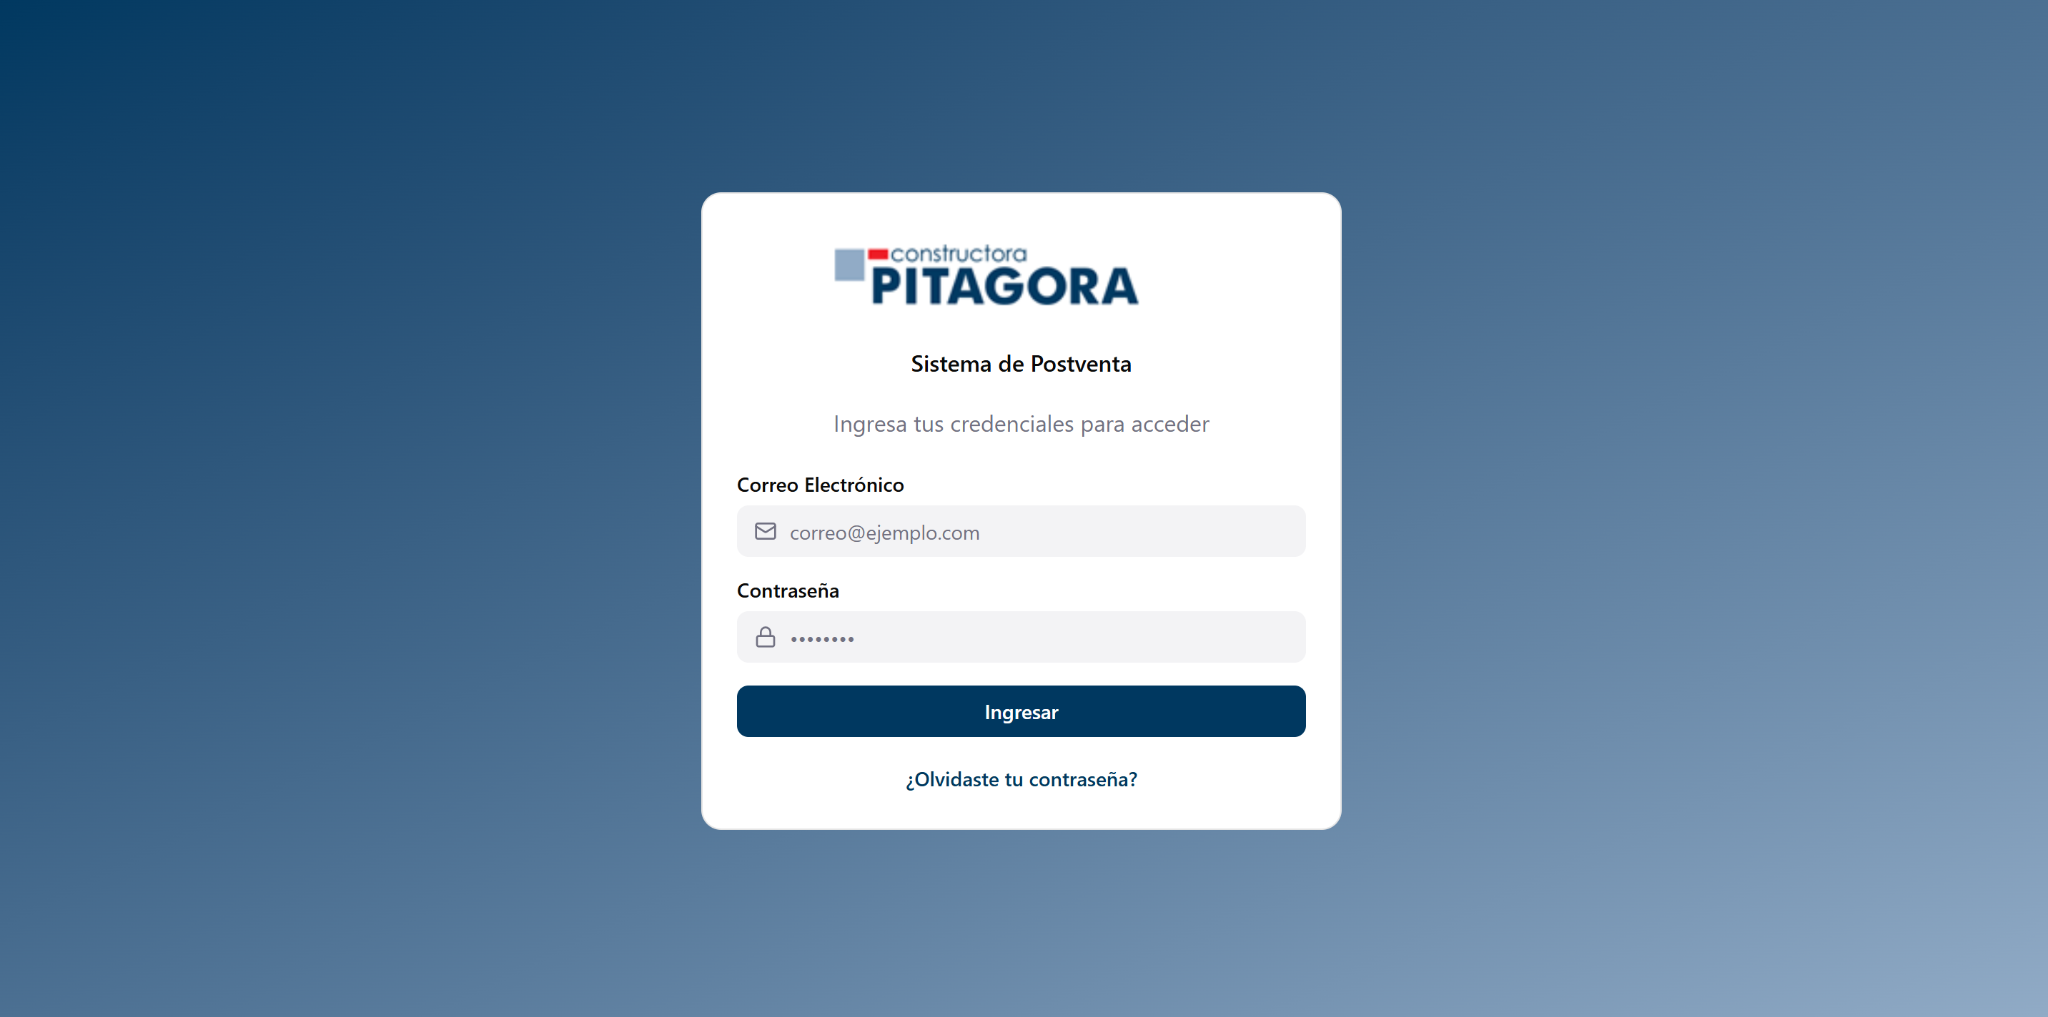 constructora
PITAGORA
Sistema de Postventa
Ingresa tus credenciales para acceder
Correo Electrónico
correo@ejemplo.com
Contraseña
••••••••
Ingresar
¿Olvidaste tu contraseña?